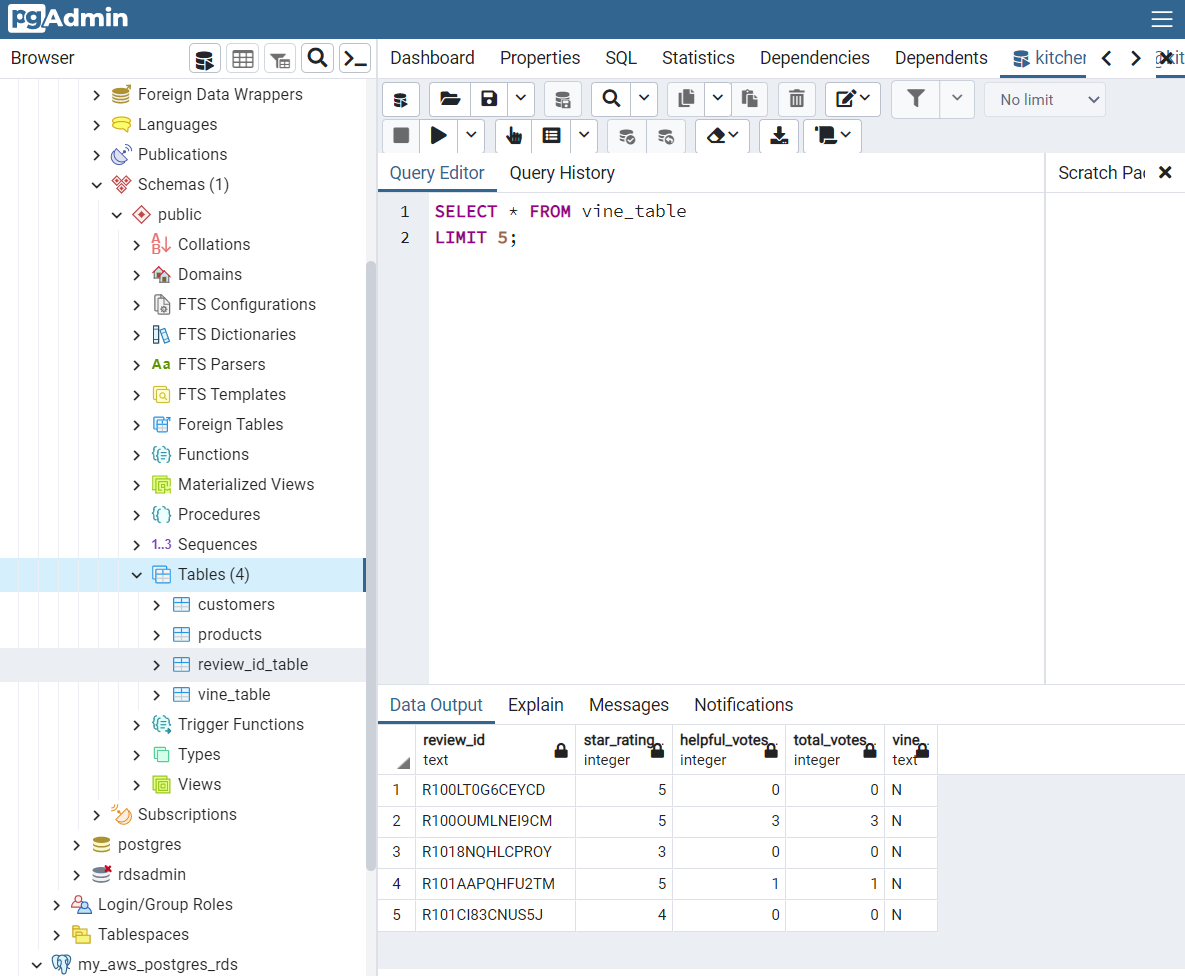 pgAdmin
Browser
Foreign Data Wrappers
Languages
Publications
Schemas (1)
public
Collations
Domains
FTS Configurations
FTS Dictionaries
Aa FTS Parsers
FTS Templates
Foreign Tables
Functions
Materialized Views
Procedures
1..3 Sequences
Tables (4)
customers
products
review_id_table
vine_table
Trigger Functions
Types
Views
Subscriptions
postgres
rdsadmin
Login/Group Roles
Tablespaces
my_aws_postgres_rds
Dashboard Properties SQL Statistics Dependencies Dependents kitchen
No limit
Query Editor Query History
Scratch Pa
1 SELECT * FROM vine_table
2 LIMIT 5;
Data Output Explain Messages Notifications
review_id star_rating helpful_votes total_votes vine
text integer integer integer text
1 R100LT0G6CEYCD 5 0 0 N
2 R100OUMLNEI9CM 5 3 3 N
3 R1018NQHLCPROY 3 0 0 N
4 R101AAPQHFU2TM 5 1 1 N
5 R101CI83CNUS5J 4 0 0 N